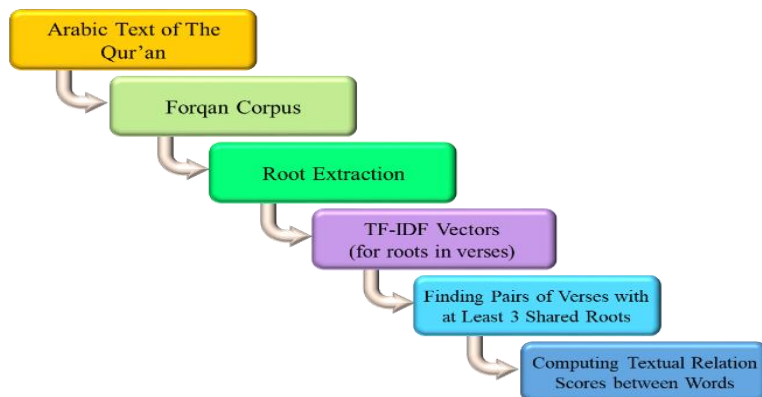 Arabic Text of The
Qur’an
Forqan Corpus
Root Extraction
TF-IDF Vectors
(for roots in verses)
Finding Pairs of Verses with
at Least 3 Shared Roots
Computing Textual Relation
Scores between Words